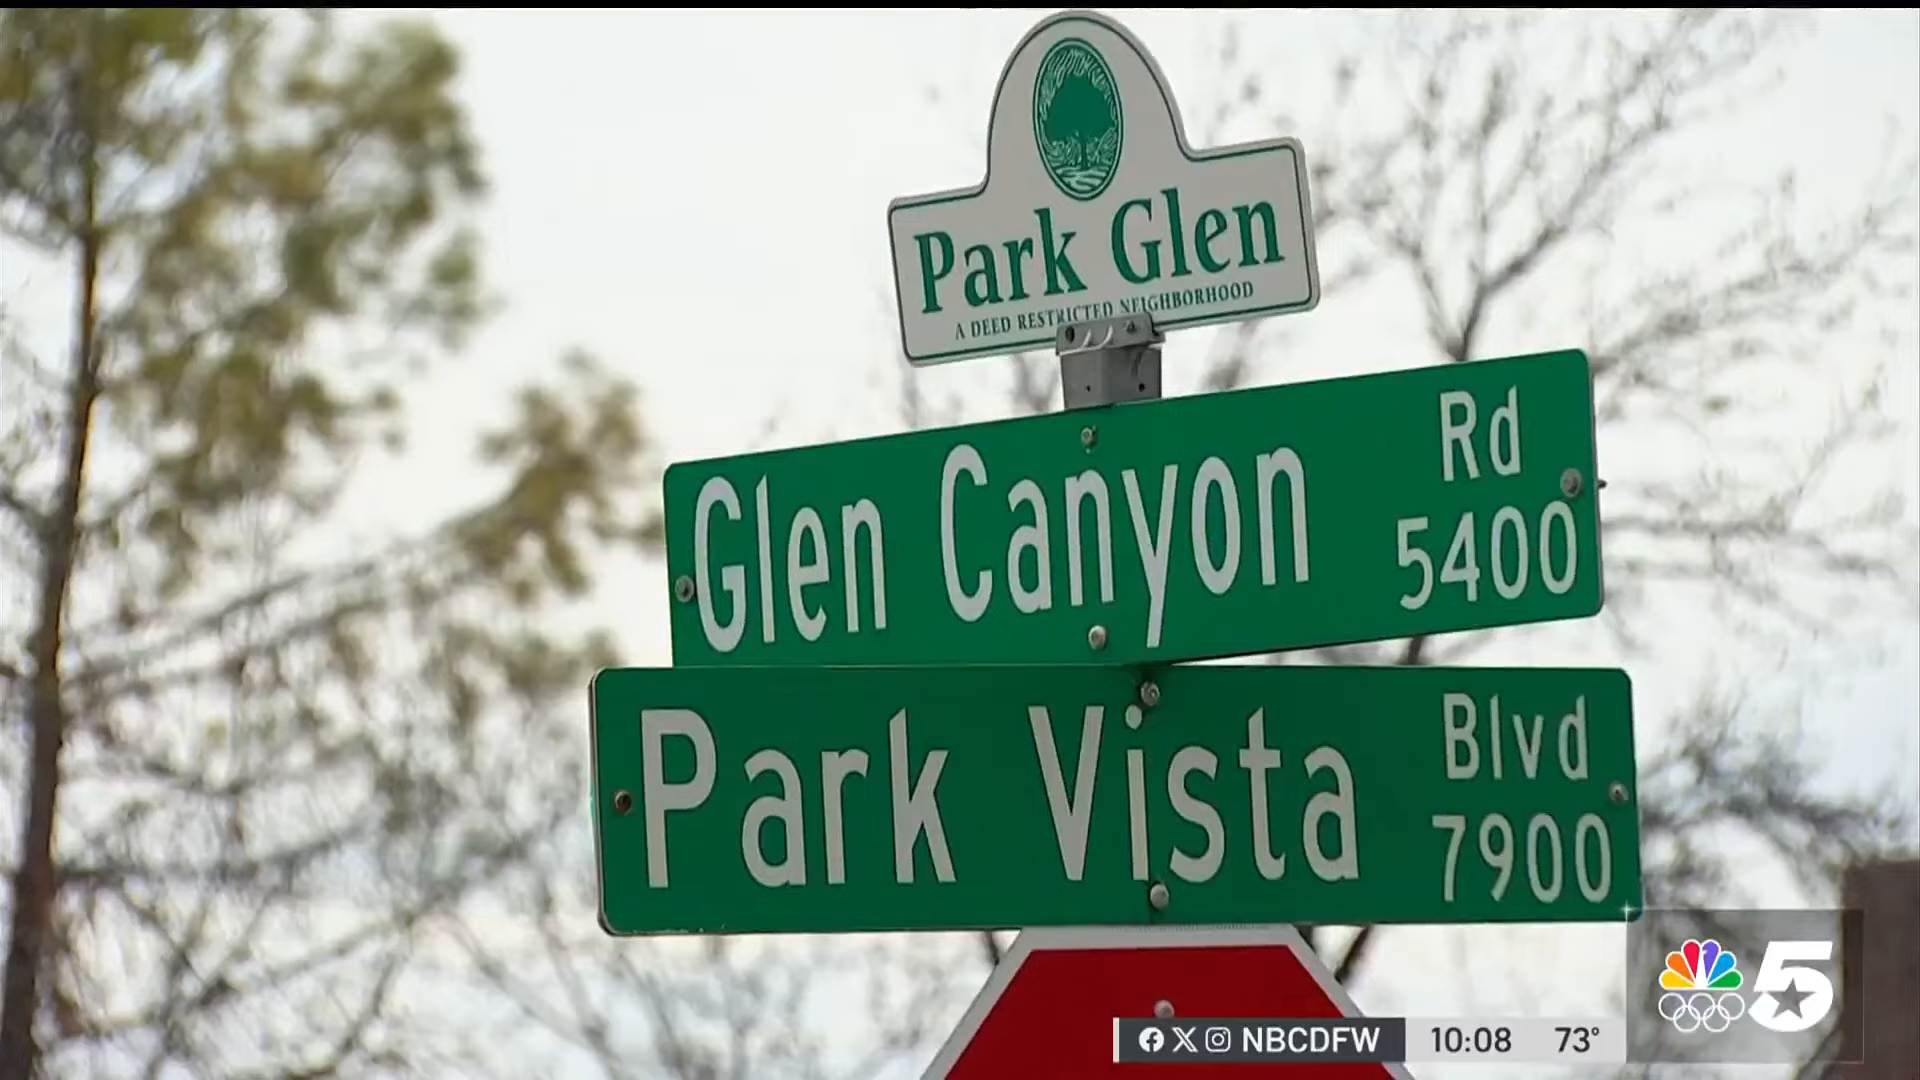 Park Glen
A DEED RESTRICTED NEIGHBORHOOD
Glen Canyon Rd
5400
Park Vista Blvd
7900
5
NBCDFW 10:08 73°